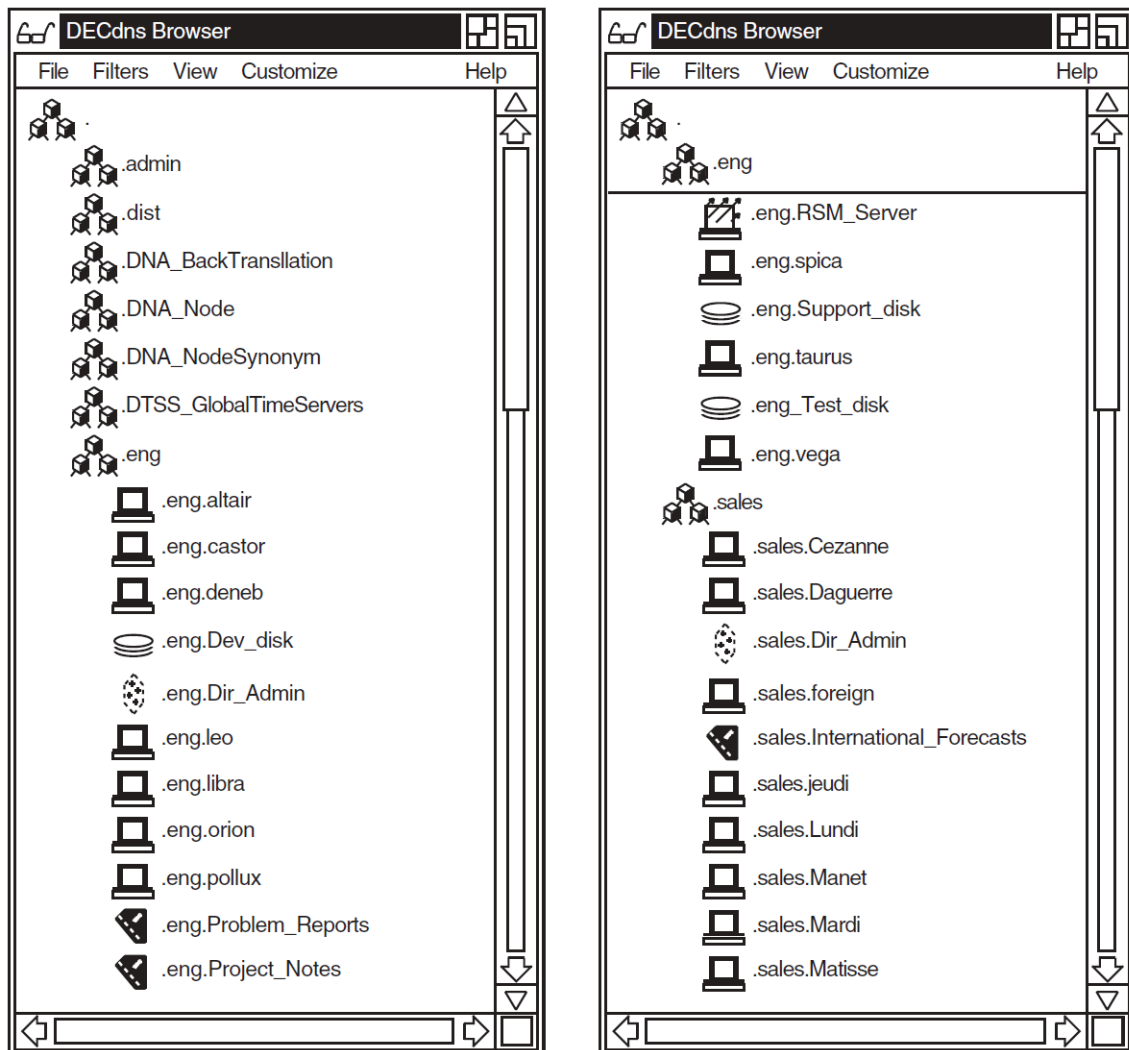 DECdns Browser
File Filters View Customize Help
.
.admin
.dist
.DNA_BackTransllation
.DNA_Node
.DNA_NodeSynonym
.DTSS_GlobalTimeServers
.eng
.eng.altair
.eng.castor
.eng.deneb
.eng.Dev_disk
.eng.Dir_Admin
.eng.leo
.eng.libra
.eng.orion
.eng.pollux
.eng.Problem_Reports
.eng.Project_Notes
DECdns Browser
File Filters View Customize Help
.
.eng
.eng.RSM_Server
.eng.spica
.eng.Support_disk
.eng.taurus
.eng_Test_disk
.eng.vega
.sales
.sales.Cezanne
.sales.Daguerre
.sales.Dir_Admin
.sales.foreign
.sales.International_Forecasts
.sales.jeudi
.sales.Lundi
.sales.Manet
.sales.Mardi
.sales.Matisse